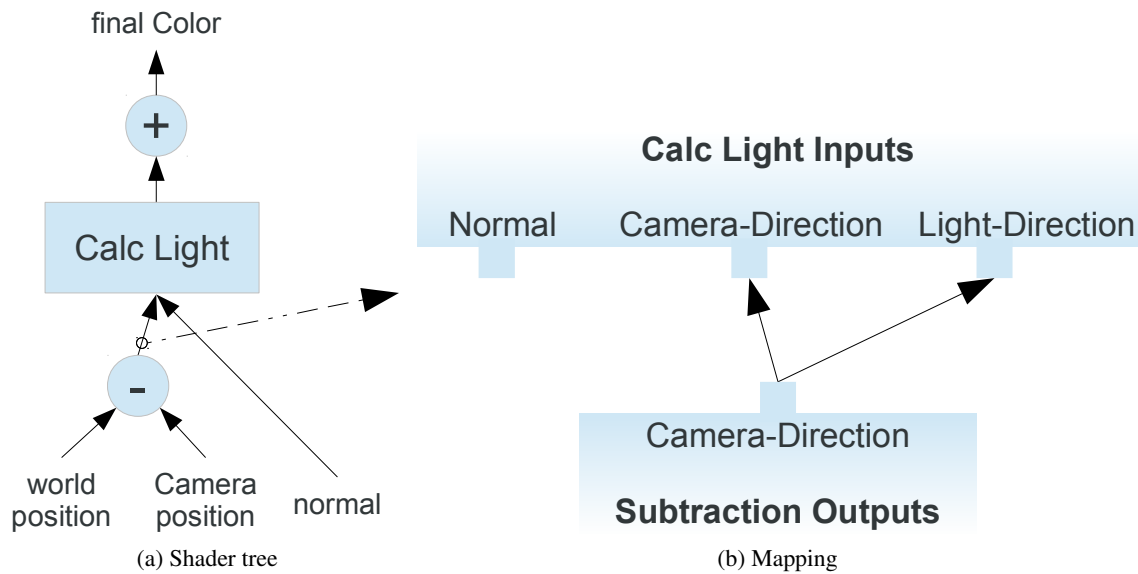 final Color
+
Calc Light
-
world
position
Camera
position
normal
(a) Shader tree
Calc Light Inputs
Normal
Camera-Direction
Light-Direction
Camera-Direction
Subtraction Outputs
(b) Mapping